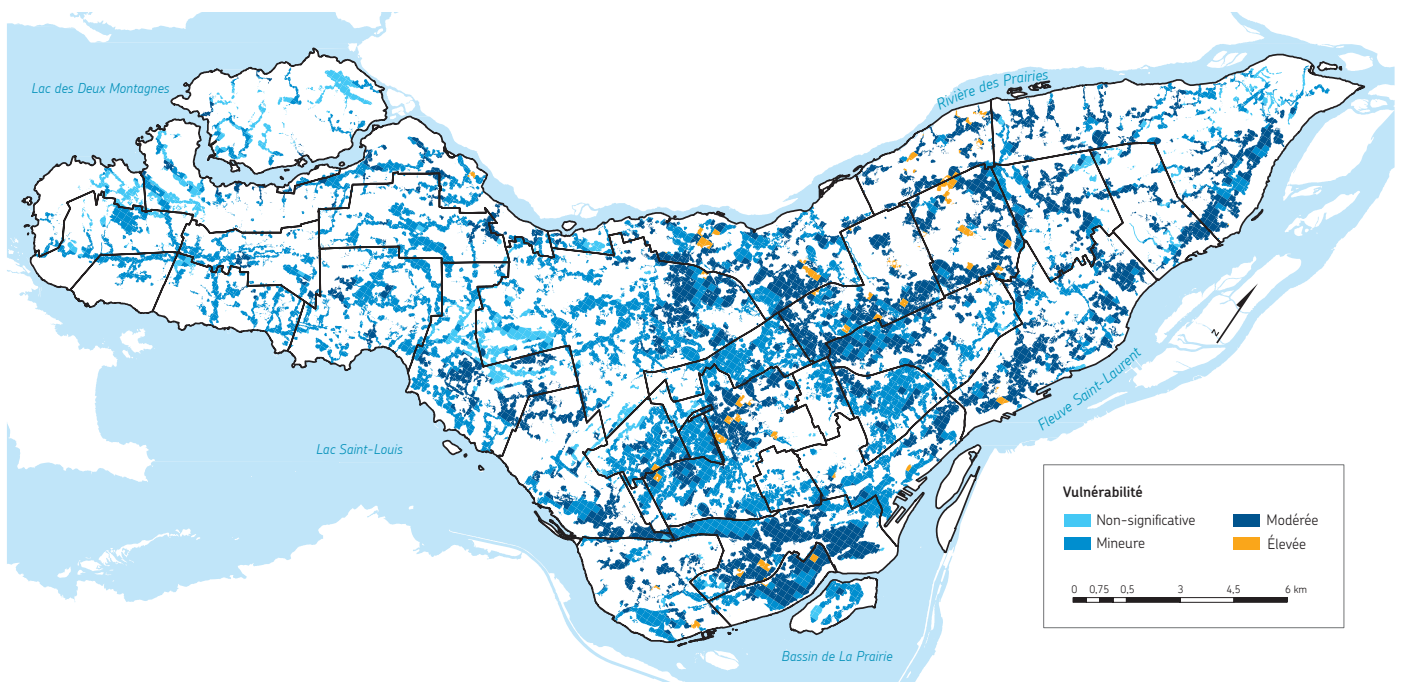 Lac des Deux Montagnes
Rivière des Prairies
N
Fleuve Saint-Laurent
Lac Saint-Louis
Bassin de La Prairie
Vulnérabilité
Non-significative
Modérée
Mineure
Élevée
0 0,75 0,5 3 4,5 6 km